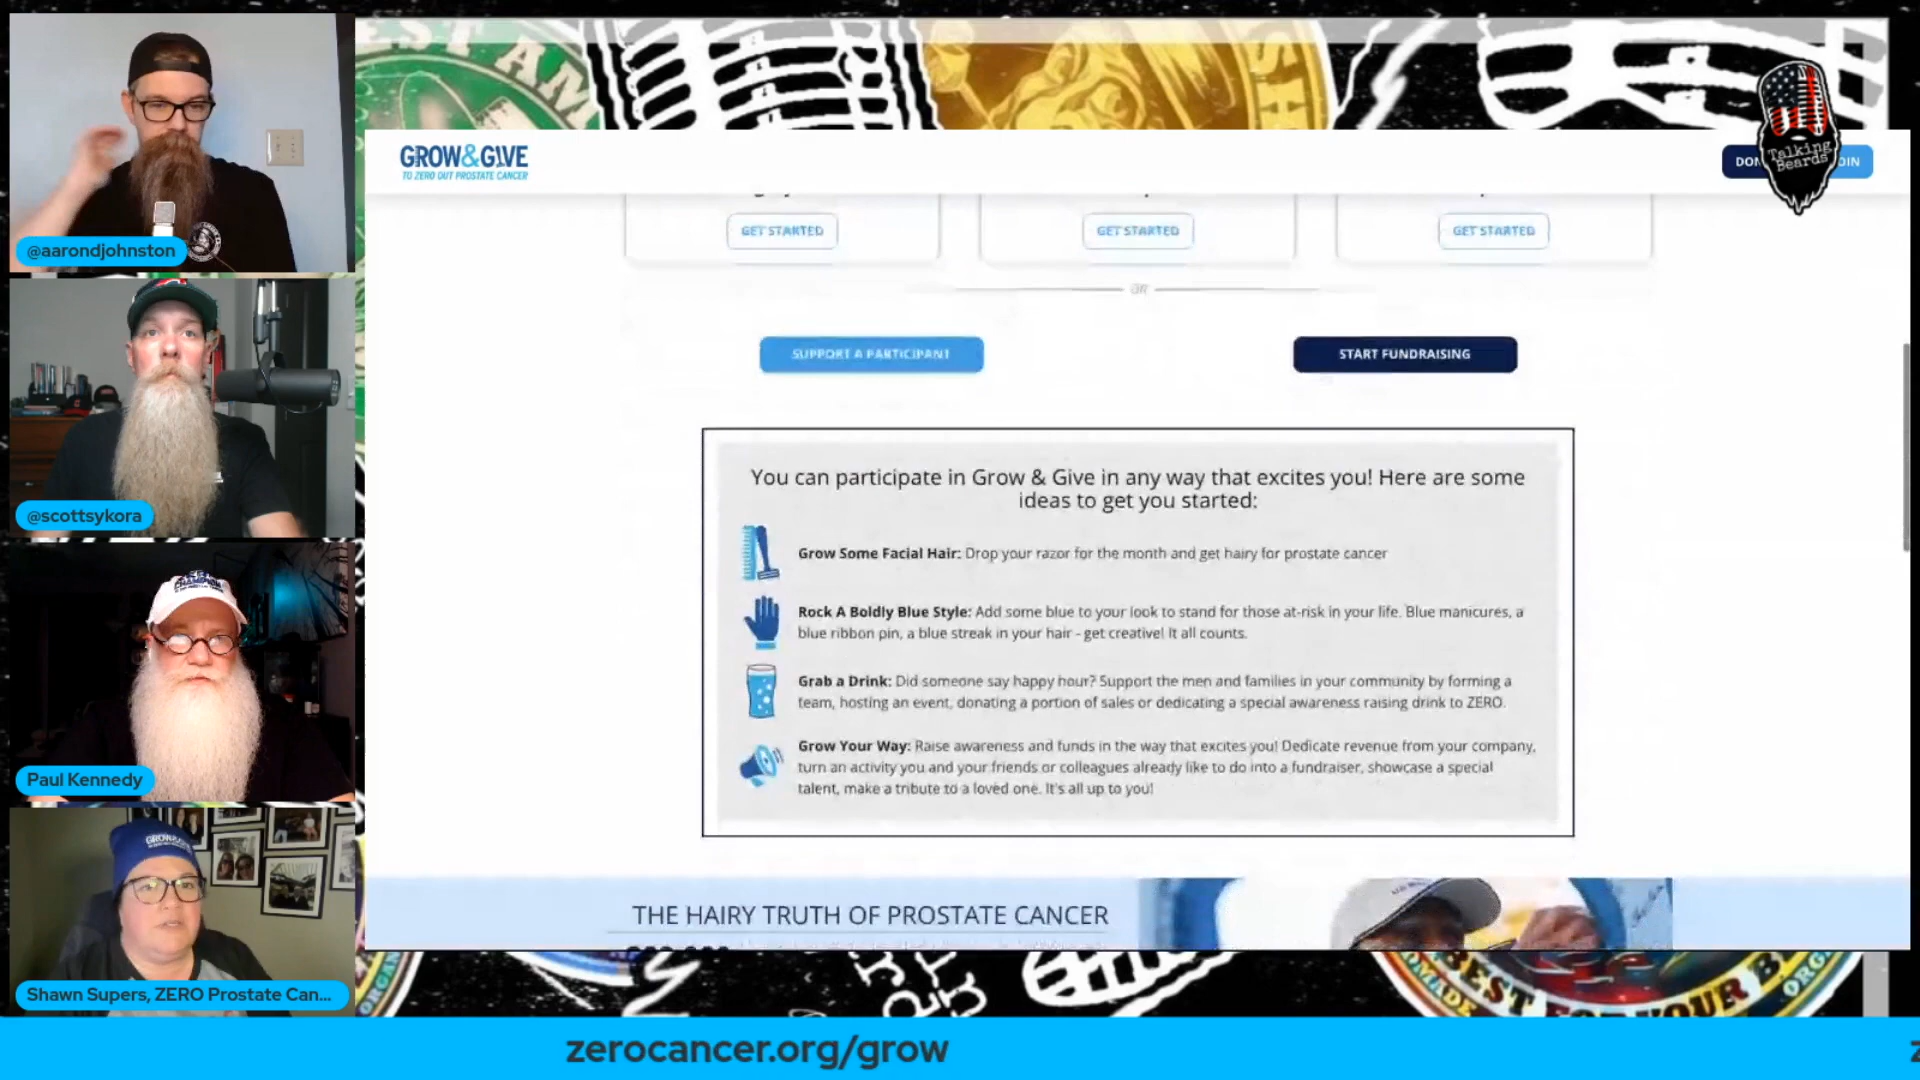 @aarondjohnston
@scottsykora
Paul Kennedy
Shawn Supers, ZERO Prostate Can...
GROW&GIVE
TO ZERO OUT PROSTATE CANCER
Talking
Beards
GET STARTED
GET STARTED
GET STARTED
OR
SUPPORT A PARTICIPANT
START FUNDRAISING
You can participate in Grow & Give in any way that excites you! Here are some
ideas to get you started:
Grow Some Facial Hair: Drop your razor for the month and get hairy for prostate cancer
Rock A Boldly Blue Style: Add some blue to your look to stand for those at-risk in your life. Blue manicures, a
blue ribbon pin, a blue streak in your hair - get creative! It all counts.
Grab a Drink: Did someone say happy hour? Support the men and families in your community by forming a
team, hosting an event, donating a portion of sales or dedicating a special awareness raising drink to ZERO.
Grow Your Way: Raise awareness and funds in the way that excites you! Dedicate revenue from your company,
turn an activity you and your friends or colleagues already like to do into a fundraiser, showcase a special
talent, make a tribute to a loved one. It's all up to you!
THE HAIRY TRUTH OF PROSTATE CANCER
BEST FOR YOUR
zerocancer.org/grow